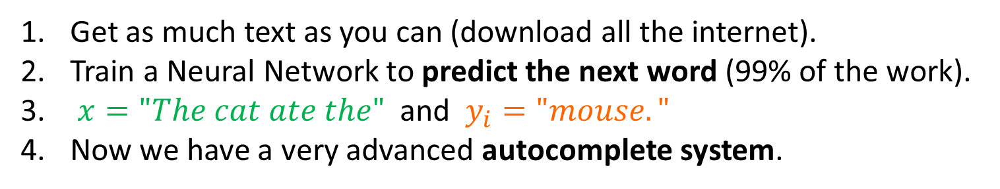 1. Get as much text as you can (download all the internet).
2. Train a Neural Network to predict the next word (99% of the work).
3. x = "The cat ate the" and yᵢ = "mouse."
4. Now we have a very advanced autocomplete system.